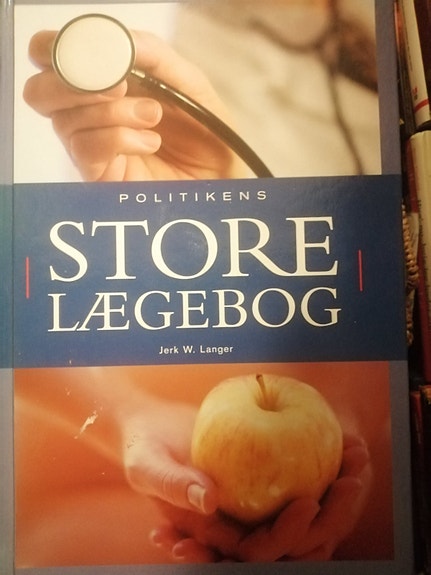 POLITIKENS
STORE
LÆGEBOG
Jerk W. Langer